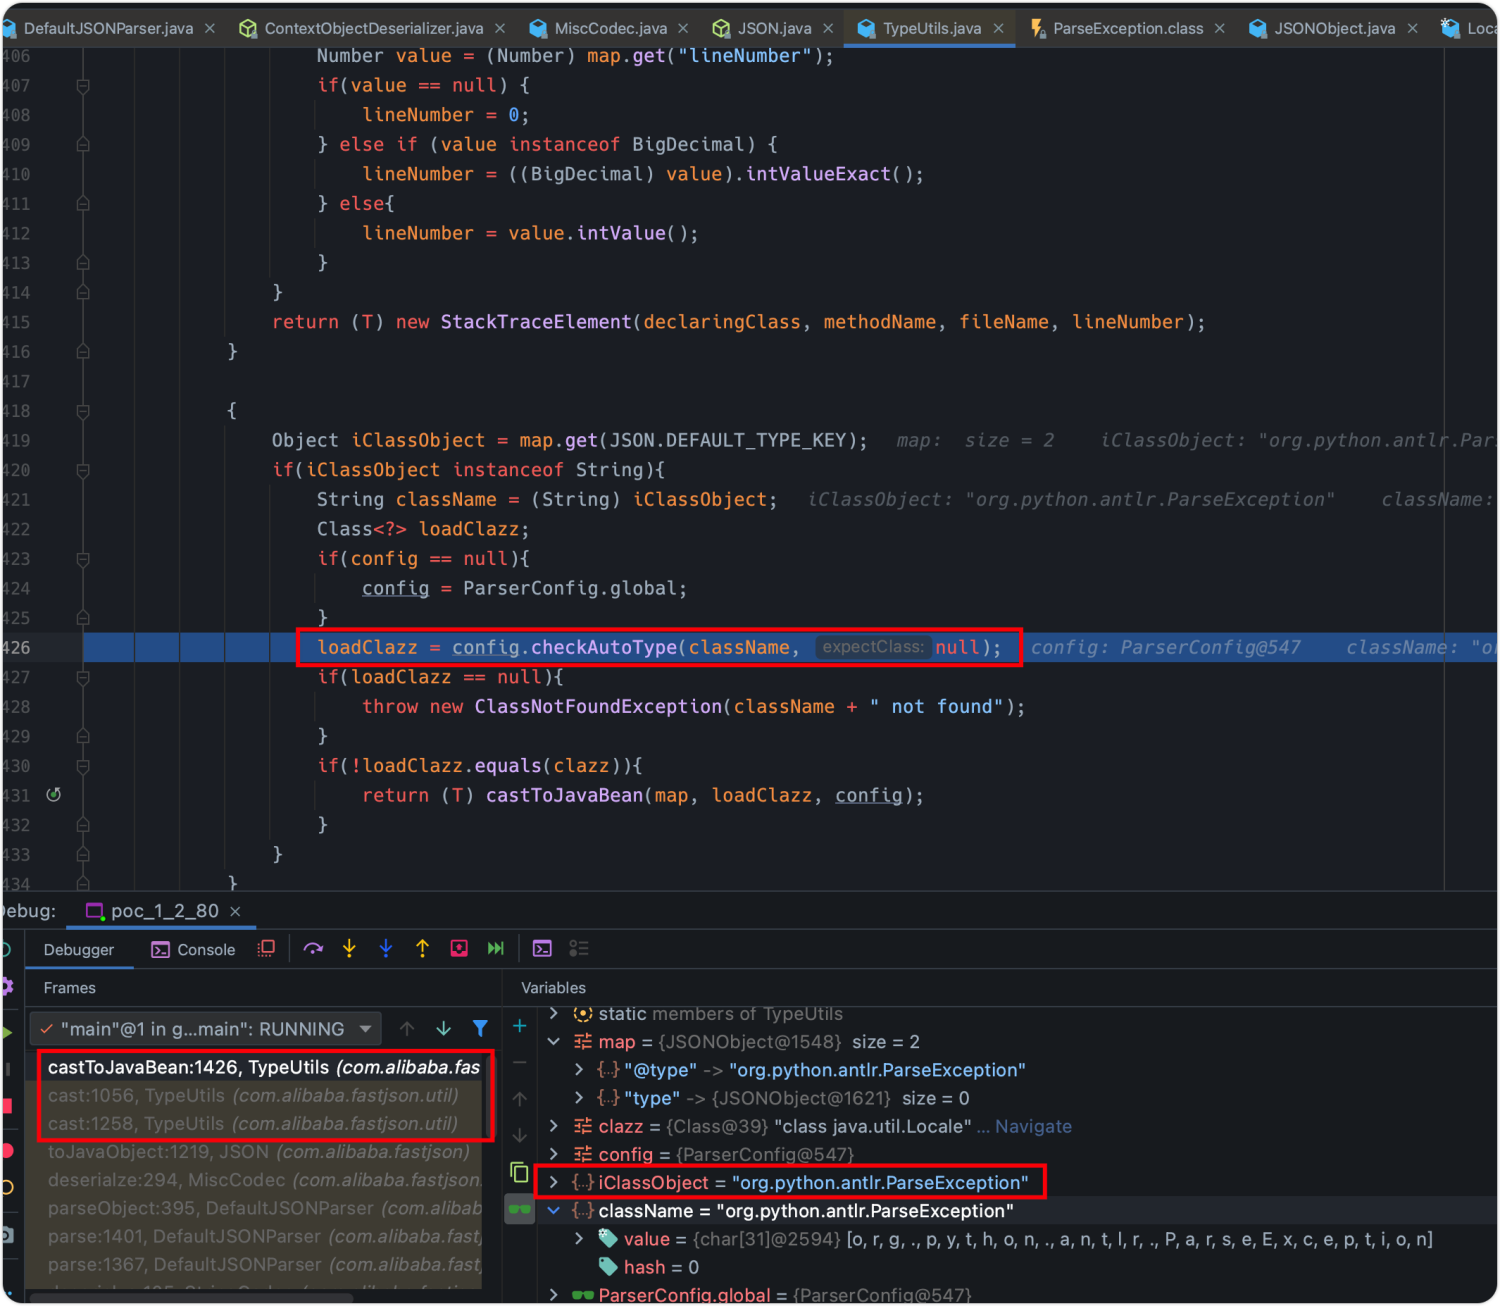 DefaultJSONParser.java × ContextObjectDeserializer.java × MiscCodec.java × JSON.java × TypeUtils.java × ParseException.class × JSONObject.java × Loca
406 Number value = (Number) map.get("lineNumber");
407 if(value == null) {
408 lineNumber = 0;
409 } else if (value instanceof BigDecimal) {
410 lineNumber = ((BigDecimal) value).intValueExact();
411 } else{
412 lineNumber = value.intValue();
413 }
414 }
415 return (T) new StackTraceElement(declaringClass, methodName, fileName, lineNumber);
416 }
417
418 {
419 Object iClassObject = map.get(JSON.DEFAULT_TYPE_KEY); map: size = 2 iClassObject: "org.python.antlr.Pars
420 if(iClassObject instanceof String){
421 String className = (String) iClassObject; iClassObject: "org.python.antlr.ParseException" className:
422 Class<?> loadClazz;
423 if(config == null){
424 config = ParserConfig.global;
425 }
426 loadClazz = config.checkAutoType(className, expectClass: null); config: ParserConfig@547 className: "or
427 if(loadClazz == null){
428 throw new ClassNotFoundException(className + " not found");
429 }
430 if(!loadClazz.equals(clazz)){
431 return (T) castToJavaBean(map, loadClazz, config);
432 }
433 }
434 }
Debug: poc_1_2_80 ×
Debugger Console
Frames Variables
"main"@1 in g...main": RUNNING
castToJavaBean:1426, TypeUtils (com.alibaba.fas
cast:1056, TypeUtils (com.alibaba.fastjson.util)
cast:1258, TypeUtils (com.alibaba.fastjson.util)
toJavaObject:1219, JSON (com.alibaba.fastjson)
deserialze:294, MiscCodec (com.alibaba.fastjson.
parseObject:395, DefaultJSONParser (com.alibaba.f
parse:1401, DefaultJSONParser (com.alibaba.fastj
parse:1367, DefaultJSONParser (com.alibaba.fastj
static members of TypeUtils
map = {JSONObject@1548} size = 2
"@type" -> "org.python.antlr.ParseException"
"type" -> {JSONObject@1621} size = 0
clazz = {Class@39} "class java.util.Locale" ... Navigate
config = {ParserConfig@547}
iClassObject = "org.python.antlr.ParseException"
className = "org.python.antlr.ParseException"
value = {char[31]@2594} [o, r, g, ., p, y, t, h, o, n, ., a, n, t, l, r, ., P, a, r, s, e, E, x, c, e, p, t, i, o, n]
hash = 0
ParserConfig.global = {ParserConfig@547}